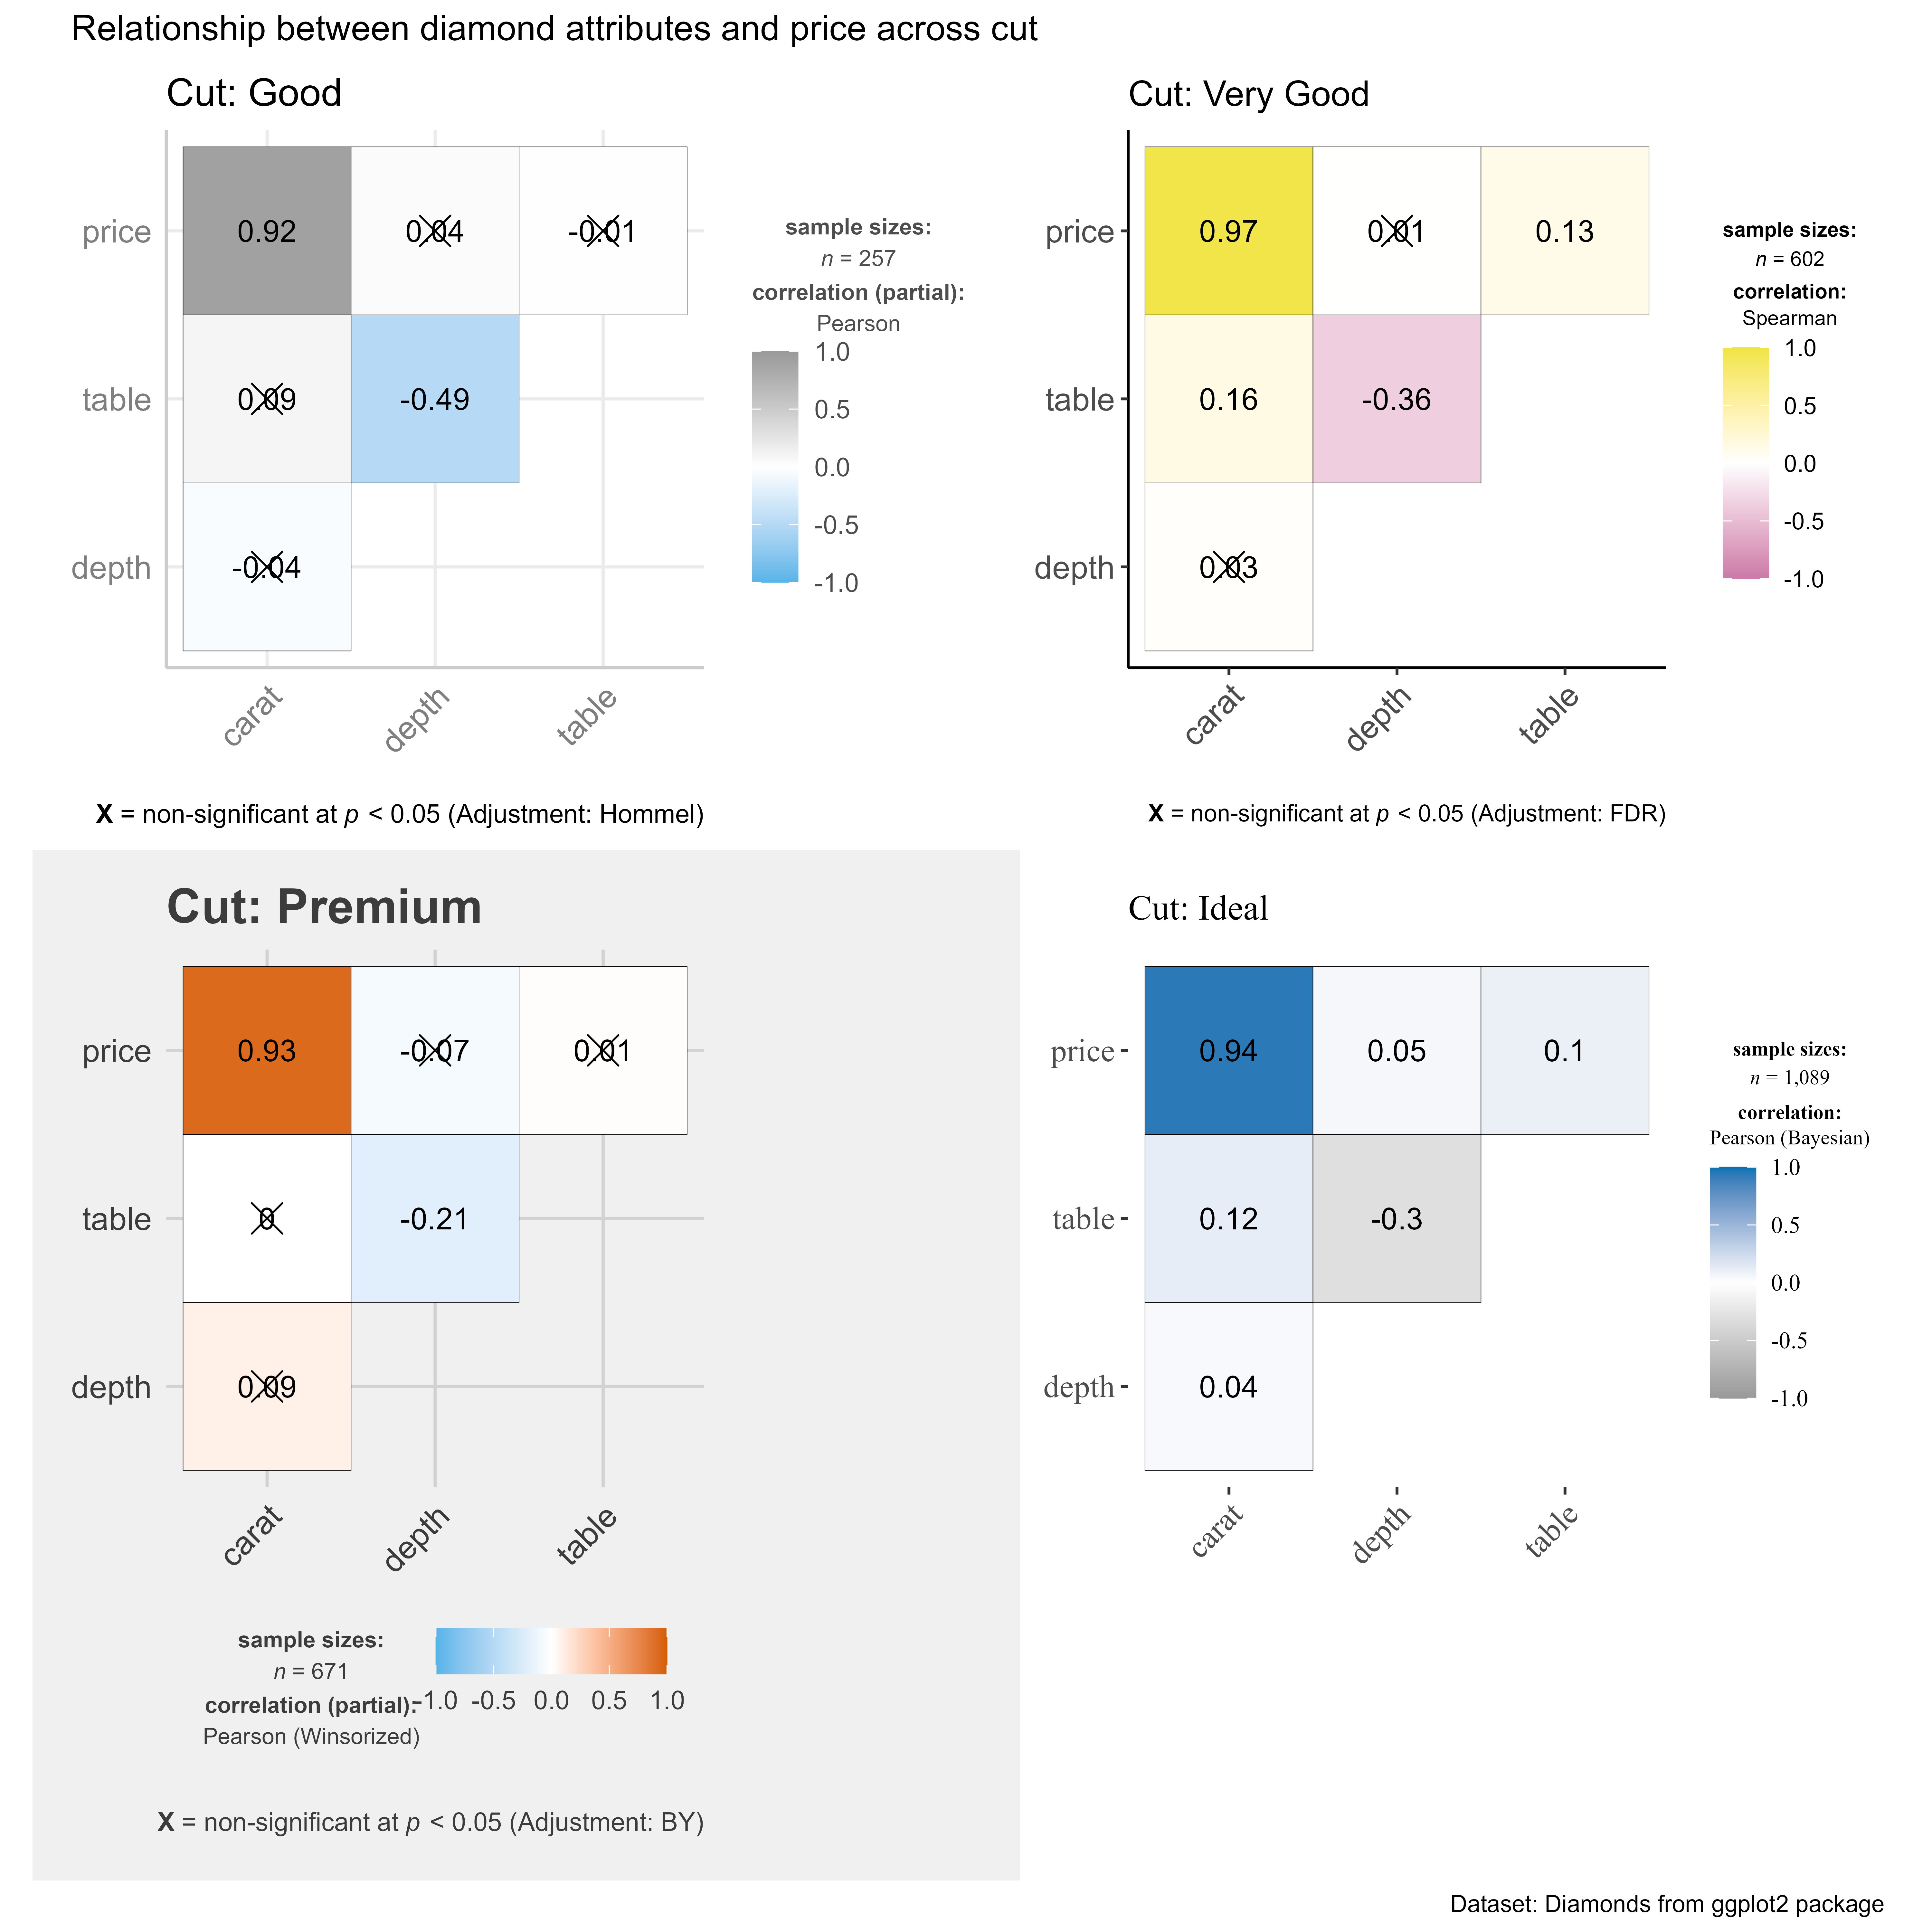 Relationship between diamond attributes and price across cut
Cut: Good
price
0.92
0.04
-0.01
table
0.09
-0.49
depth
-0.04
carat
depth
table
sample sizes:
n = 257
correlation (partial):
Pearson
1.0
0.5
0.0
-0.5
-1.0
X = non-significant at p < 0.05 (Adjustment: Hommel)
Cut: Very Good
price
0.97
0.01
0.13
table
0.16
-0.36
depth
0.03
carat
depth
table
sample sizes:
n = 602
correlation:
Spearman
1.0
0.5
0.0
-0.5
-1.0
X = non-significant at p < 0.05 (Adjustment: FDR)
Cut: Premium
price
0.93
-0.07
0.01
table
0
-0.21
depth
0.09
carat
depth
table
sample sizes:
n = 671
correlation (partial):
Pearson (Winsorized)
-1.0
-0.5
0.0
0.5
1.0
X = non-significant at p < 0.05 (Adjustment: BY)
Cut: Ideal
price
0.94
0.05
0.1
table
0.12
-0.3
depth
0.04
carat
depth
table
sample sizes:
n = 1,089
correlation:
Pearson (Bayesian)
1.0
0.5
0.0
-0.5
-1.0
Dataset: Diamonds from ggplot2 package